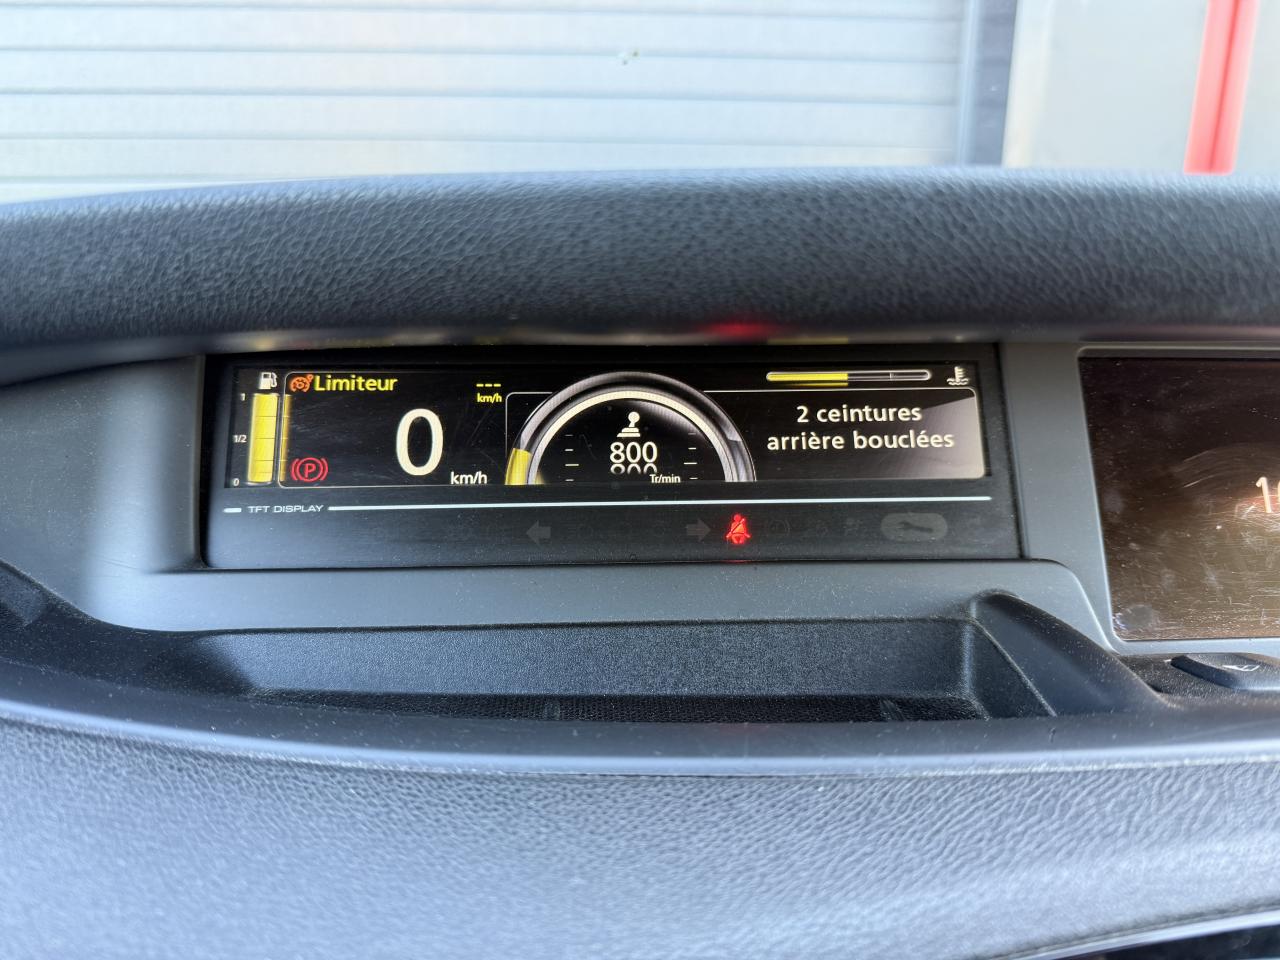 Limiteur
---
km/h
1
1/2
0
0
km/h
P
800
Tr/min
2 ceintures
arrière bouclées
TFT DISPLAY